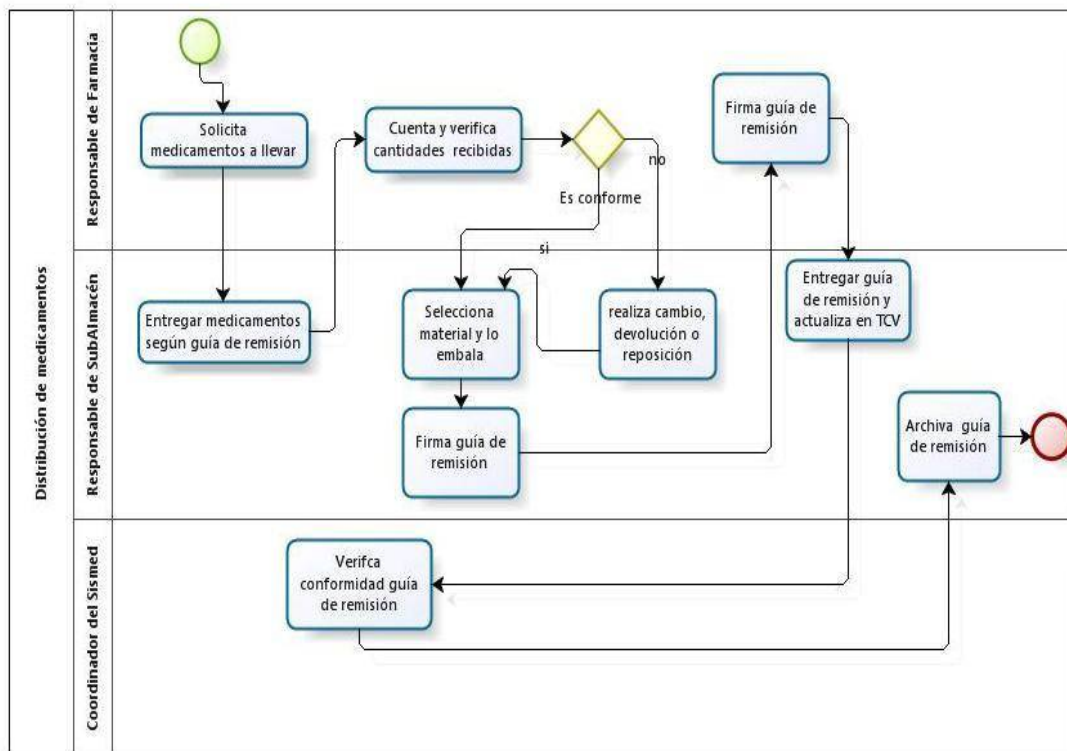 Distribución de medicamentos
Responsable de Farmacia
Solicita
medicamentos a llevar
Cuenta y verifica
cantidades recibidas
Es conforme
no
si
Firma guía de
remisión
Responsable de SubAlmacén
Entregar medicamentos
según guía de remisión
Selecciona
material y lo
embala
realiza cambio,
devolución o
reposición
Entregar guía
de remisión y
actualiza en TCV
Firma guía de
remisión
Archiva guía
de remisión
Coordinador del Sismed
Verifca
conformidad guía
de remisión